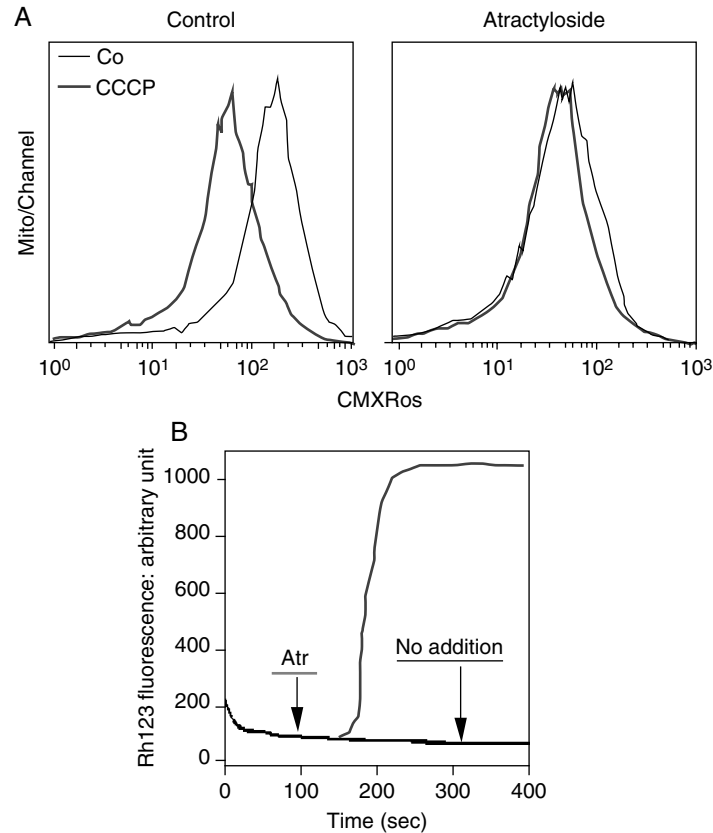 A
Control
Atractyloside
Co
CCCP
Mito/Channel
10⁰ 10¹ 10² 10³
10⁰ 10¹ 10² 10³
CMXRos
B
Rh123 fluorescence: arbitrary unit
1000
800
600
400
200
0
Atr
No addition
0 100 200 300 400
Time (sec)